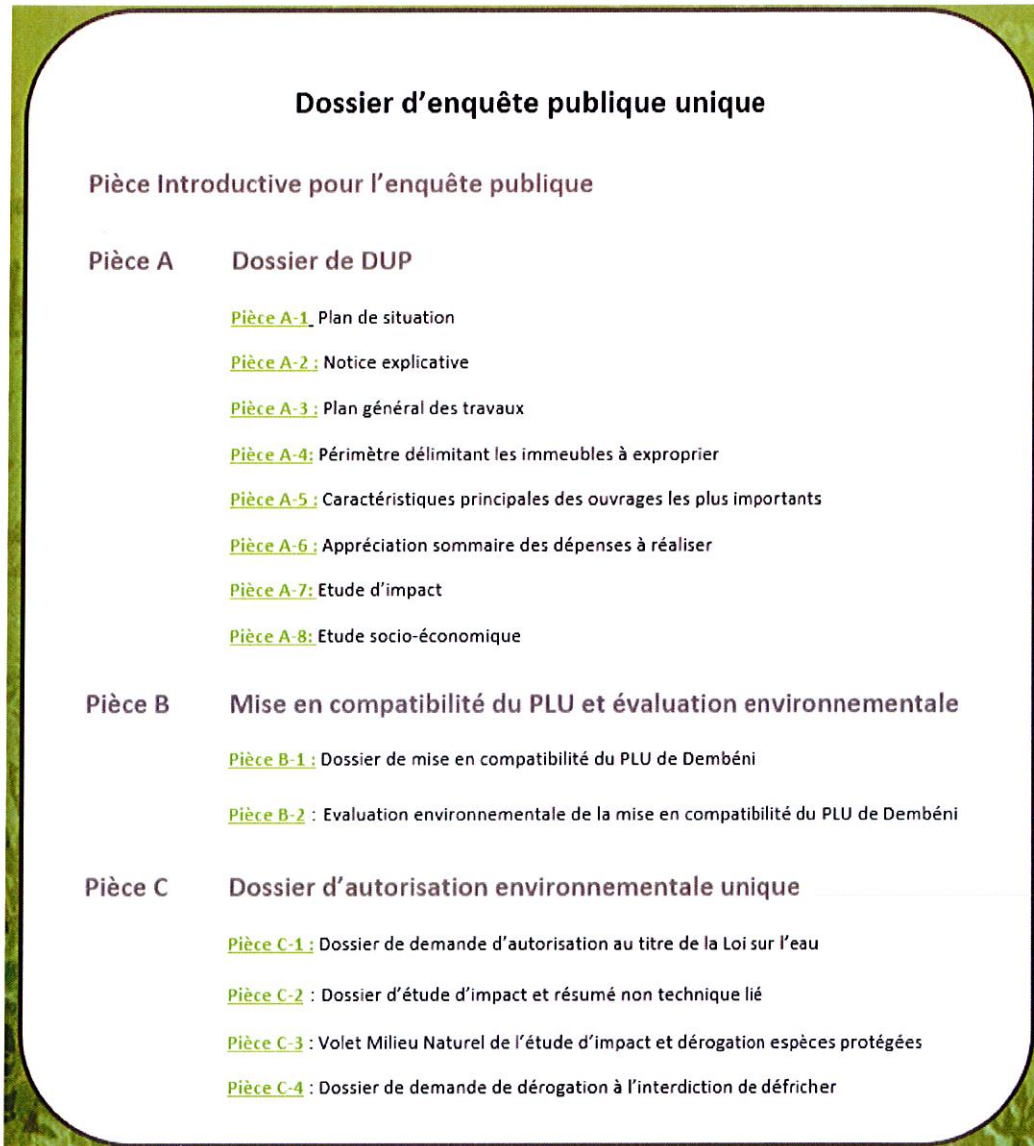 Dossier d'enquête publique unique
Pièce Introductive pour l'enquête publique
Pièce A Dossier de DUP
Pièce A-1 Plan de situation
Pièce A-2 : Notice explicative
Pièce A-3 : Plan général des travaux
Pièce A-4: Périmètre délimitant les immeubles à exproprier
Pièce A-5 : Caractéristiques principales des ouvrages les plus importants
Pièce A-6 : Appréciation sommaire des dépenses à réaliser
Pièce A-7: Etude d'impact
Pièce A-8: Etude socio-économique
Pièce B Mise en compatibilité du PLU et évaluation environnementale
Pièce B-1 : Dossier de mise en compatibilité du PLU de Dembéni
Pièce B-2 : Evaluation environnementale de la mise en compatibilité du PLU de Dembéni
Pièce C Dossier d'autorisation environnementale unique
Pièce C-1 : Dossier de demande d'autorisation au titre de la Loi sur l'eau
Pièce C-2 : Dossier d'étude d'impact et résumé non technique lié
Pièce C-3 : Volet Milieu Naturel de l'étude d'impact et dérogation espèces protégées
Pièce C-4 : Dossier de demande de dérogation à l'interdiction de défricher